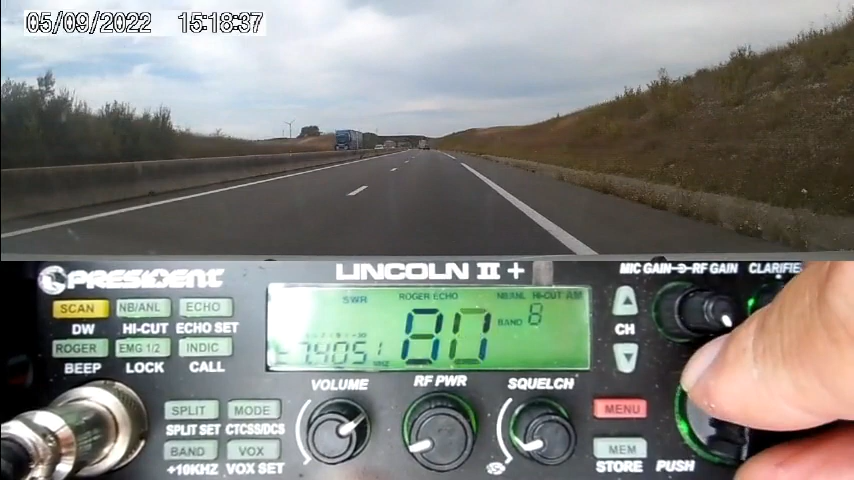 05/09/2022 15:18:37
PRESIDENT
LINCOLN II +
MIC GAIN RF GAIN CLARIFIE
SCAN NB/ANL ECHO
DW HI-CUT ECHO SET
ROGER EMG 1/2 INDIC
BEEP LOCK CALL
SWR ROGER ECHO NB/ANL HI-CUT AM
80 BAND 8
CH
VOLUME RF PWR SQUELCH
SPLIT MODE
SPLIT SET CTCSS/DCS
BAND VOX
+10KHZ VOX SET
MENU
MEM
STORE PUSH